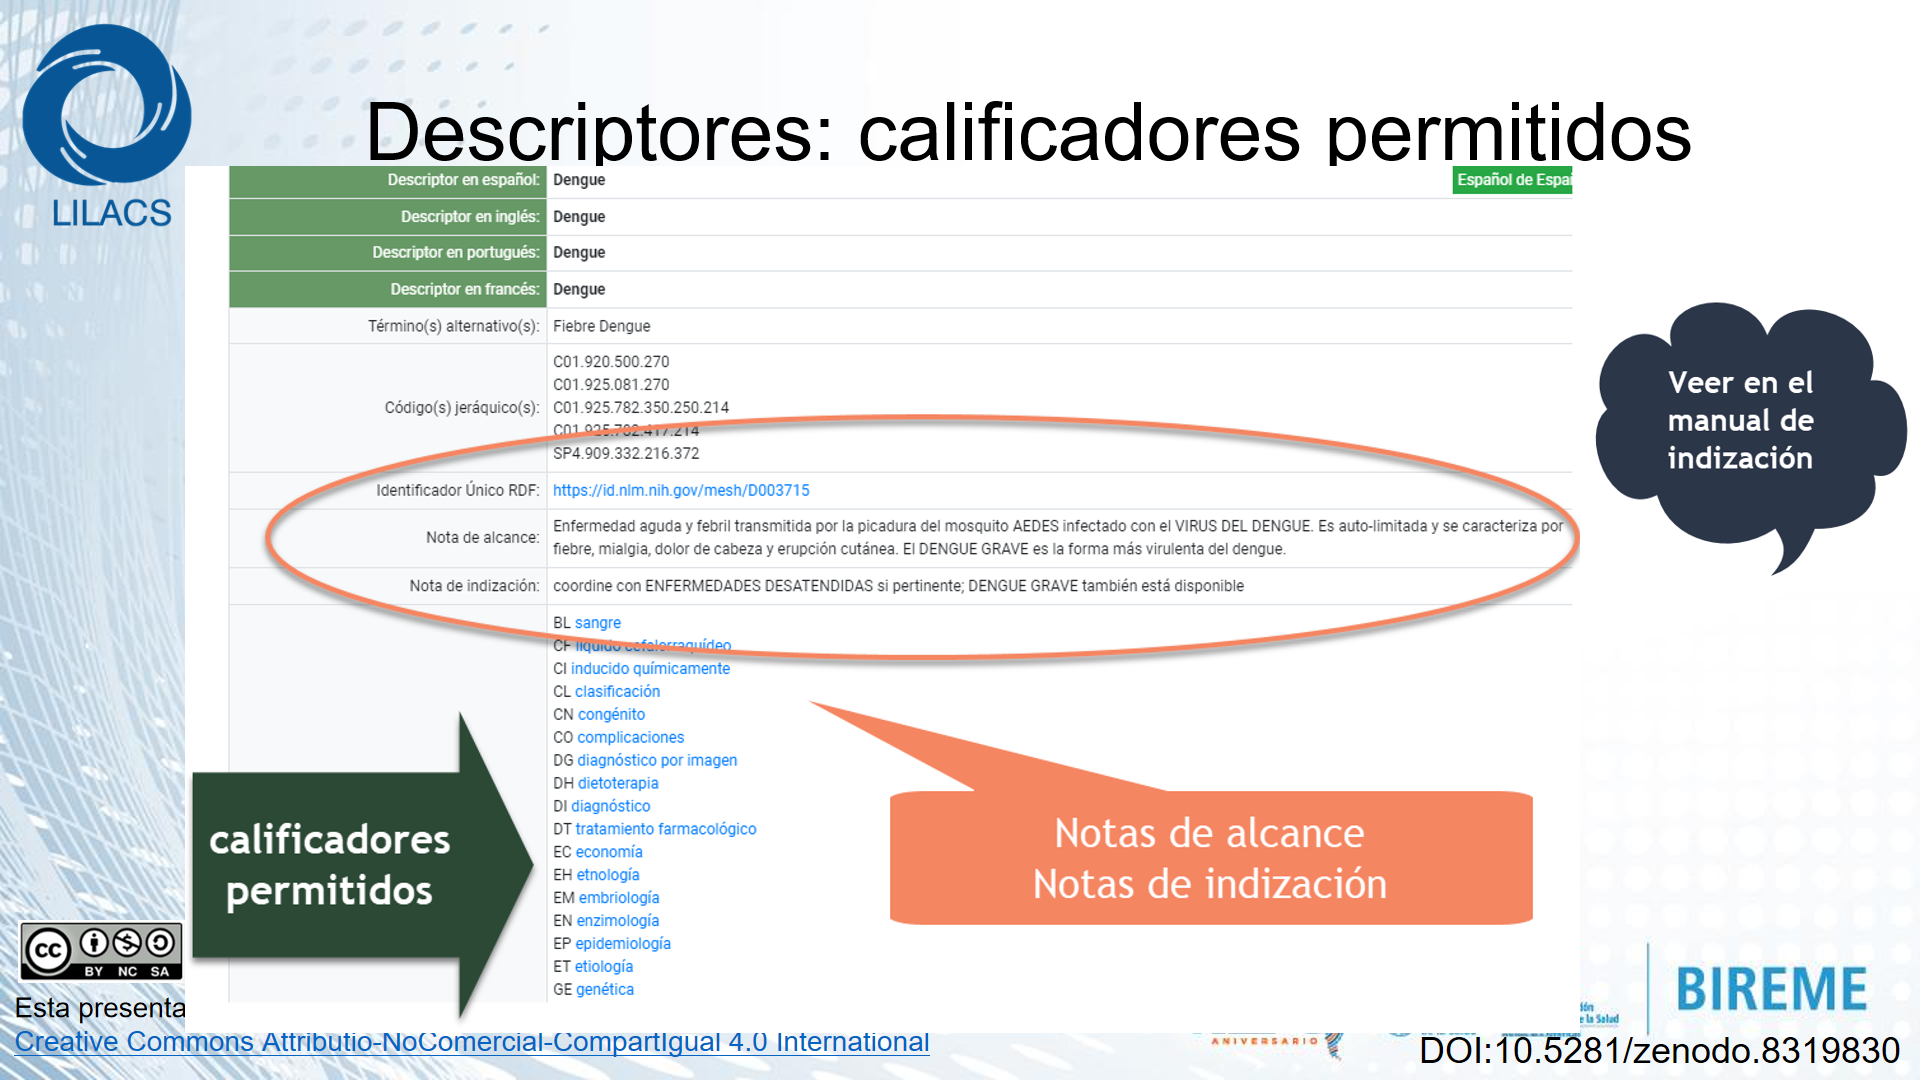 LILACS
Descriptores: calificadores permitidos
Descriptor en español: Dengue
Español de Espai
Descriptor en inglés: Dengue
Descriptor en portugués: Dengue
Descriptor en francés: Dengue
Término(s) alternativo(s): Fiebre Dengue
Código(s) jeráquico(s):
C01.920.500.270
C01.925.081.270
C01.925.782.350.250.214
C01.925.782.417.214
SP4.909.332.216.372
Identificador Único RDF: https://id.nlm.nih.gov/mesh/D003715
Nota de alcance: Enfermedad aguda y febril transmitida por la picadura del mosquito AEDES infectado con el VIRUS DEL DENGUE. Es auto-limitada y se caracteriza por
fiebre, mialgia, dolor de cabeza y erupción cutánea. El DENGUE GRAVE es la forma más virulenta del dengue.
Nota de indización: coordine con ENFERMEDADES DESATENDIDAS si pertinente; DENGUE GRAVE también está disponible
BL sangre
CF líquido cefalorraquídeo
CI inducido químicamente
CL clasificación
CN congénito
CO complicaciones
DG diagnóstico por imagen
DH dietoterapia
DI diagnóstico
DT tratamiento farmacológico
EC economía
EH etnología
EM embriología
EN enzimología
EP epidemiología
ET etiología
GE genética
Veer en el
manual de
indización
calificadores
permitidos
Notas de alcance
Notas de indización
cc
BY NC SA
Esta presenta
Creative Commons Attributio-NoComercial-CompartIgual 4.0 International
ANIVERSARIO
e la Salud
BIREME
DOI:10.5281/zenodo.8319830